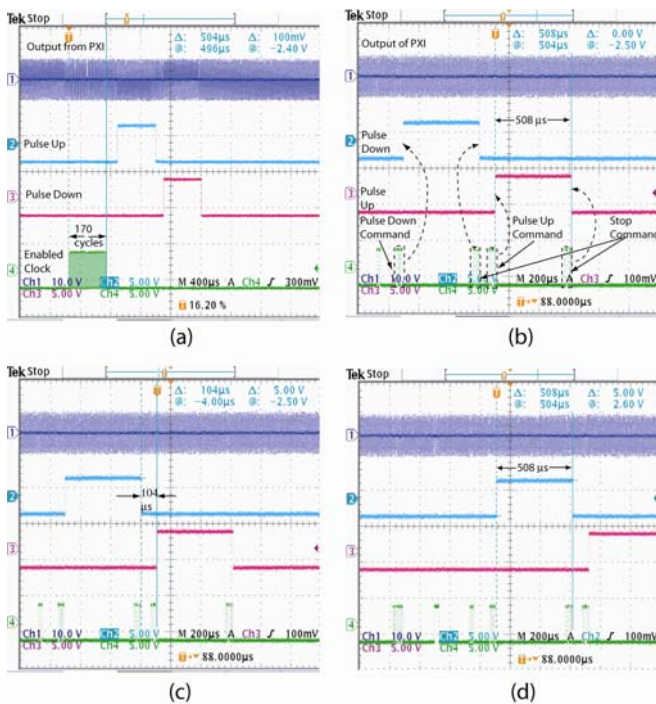 Tek Stop
Δ: 504µs Δ: 100mV
@: 496µs @: -2.40V
Output from PXI
1
2
Pulse Up
3
Pulse Down
170
cycles
Enabled
Clock
4
Ch1 10.0 V Ch2 5.00 V M 400µs A Ch4 ∫ 300mV
Ch3 5.00 V Ch4 5.00 V
16.20 %
(a)
Tek Stop
Δ: 508µs Δ: 0.00 V
@: 504µs @: -2.50V
Output of PXI
1
508 µs
2
Pulse
Down
3
Pulse
Up
Pulse Down
Command
Pulse Up
Command
Stop
Command
4
Ch1 10.0 V Ch2 5.00 V M 200µs A Ch3 ∫ 100mV
Ch3 5.00 V Ch4 5.00 V
88.0000µs
(b)
Tek Stop
Δ: 104µs Δ: 5.00 V
@: -4.00µs @: -2.50V
1
104
µs
2
3
4
Ch1 10.0 V Ch2 5.00 V M 200µs A Ch3 ∫ 100mV
Ch3 5.00 V Ch4 5.00 V
88.0000µs
(c)
Tek Stop
Δ: 508µs Δ: 5.00 V
@: 504µs @: 2.60 V
1
508 µs
2
3
4
Ch1 10.0 V Ch2 5.00 V M 200µs A Ch2 ∫ 100mV
Ch3 5.00 V Ch4 5.00 V
88.0000µs
(d)